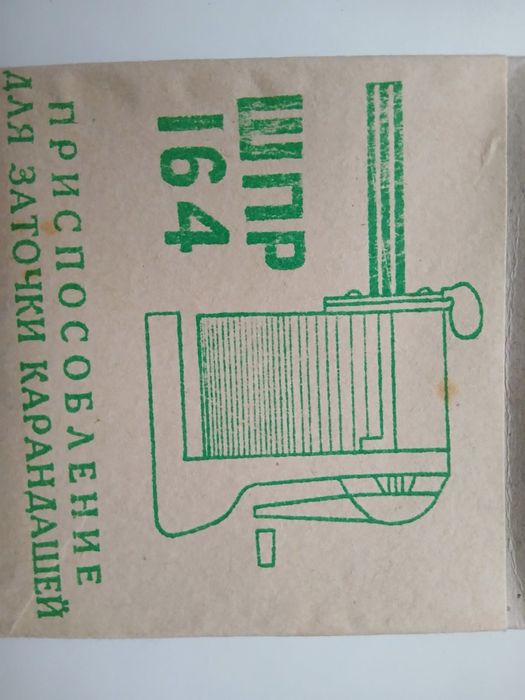 ШПР
164
ПРИСПОСОБЛЕНИЕ
ДЛЯ ЗАТОЧКИ КАРАНДАШЕЙ